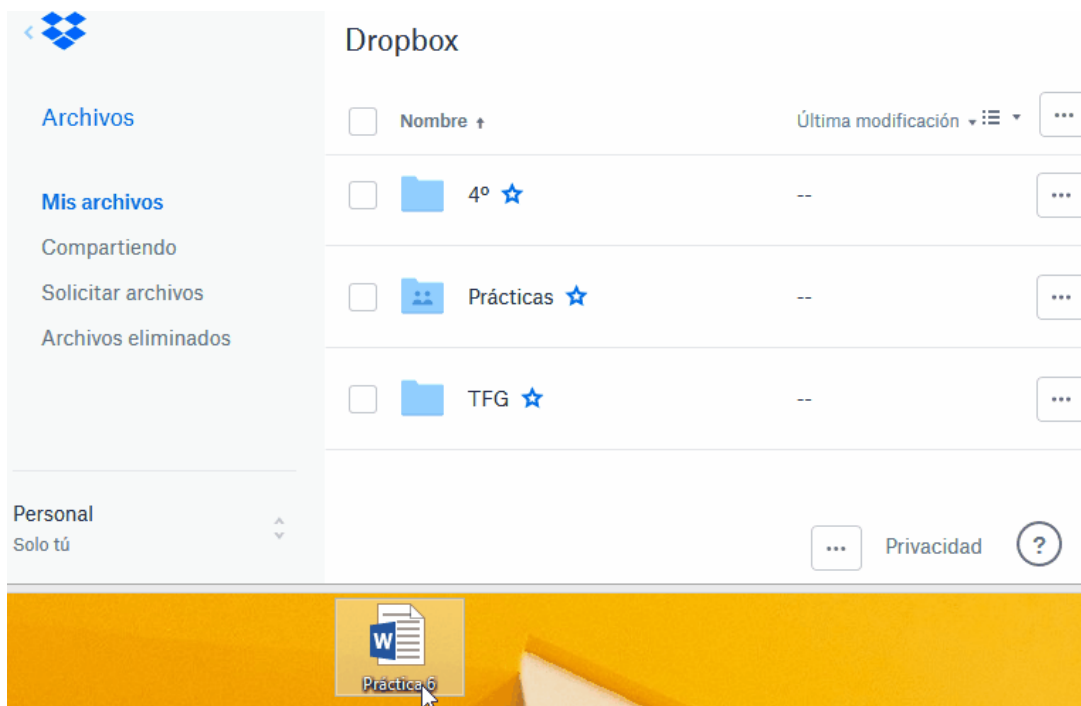 Dropbox
Archivos
Nombre
Última modificación
Mis archivos
4º
--
Compartiendo
Solicitar archivos
Prácticas
--
Archivos eliminados
TFG
--
Personal
Solo tú
Privacidad
?
W
Práctica 6